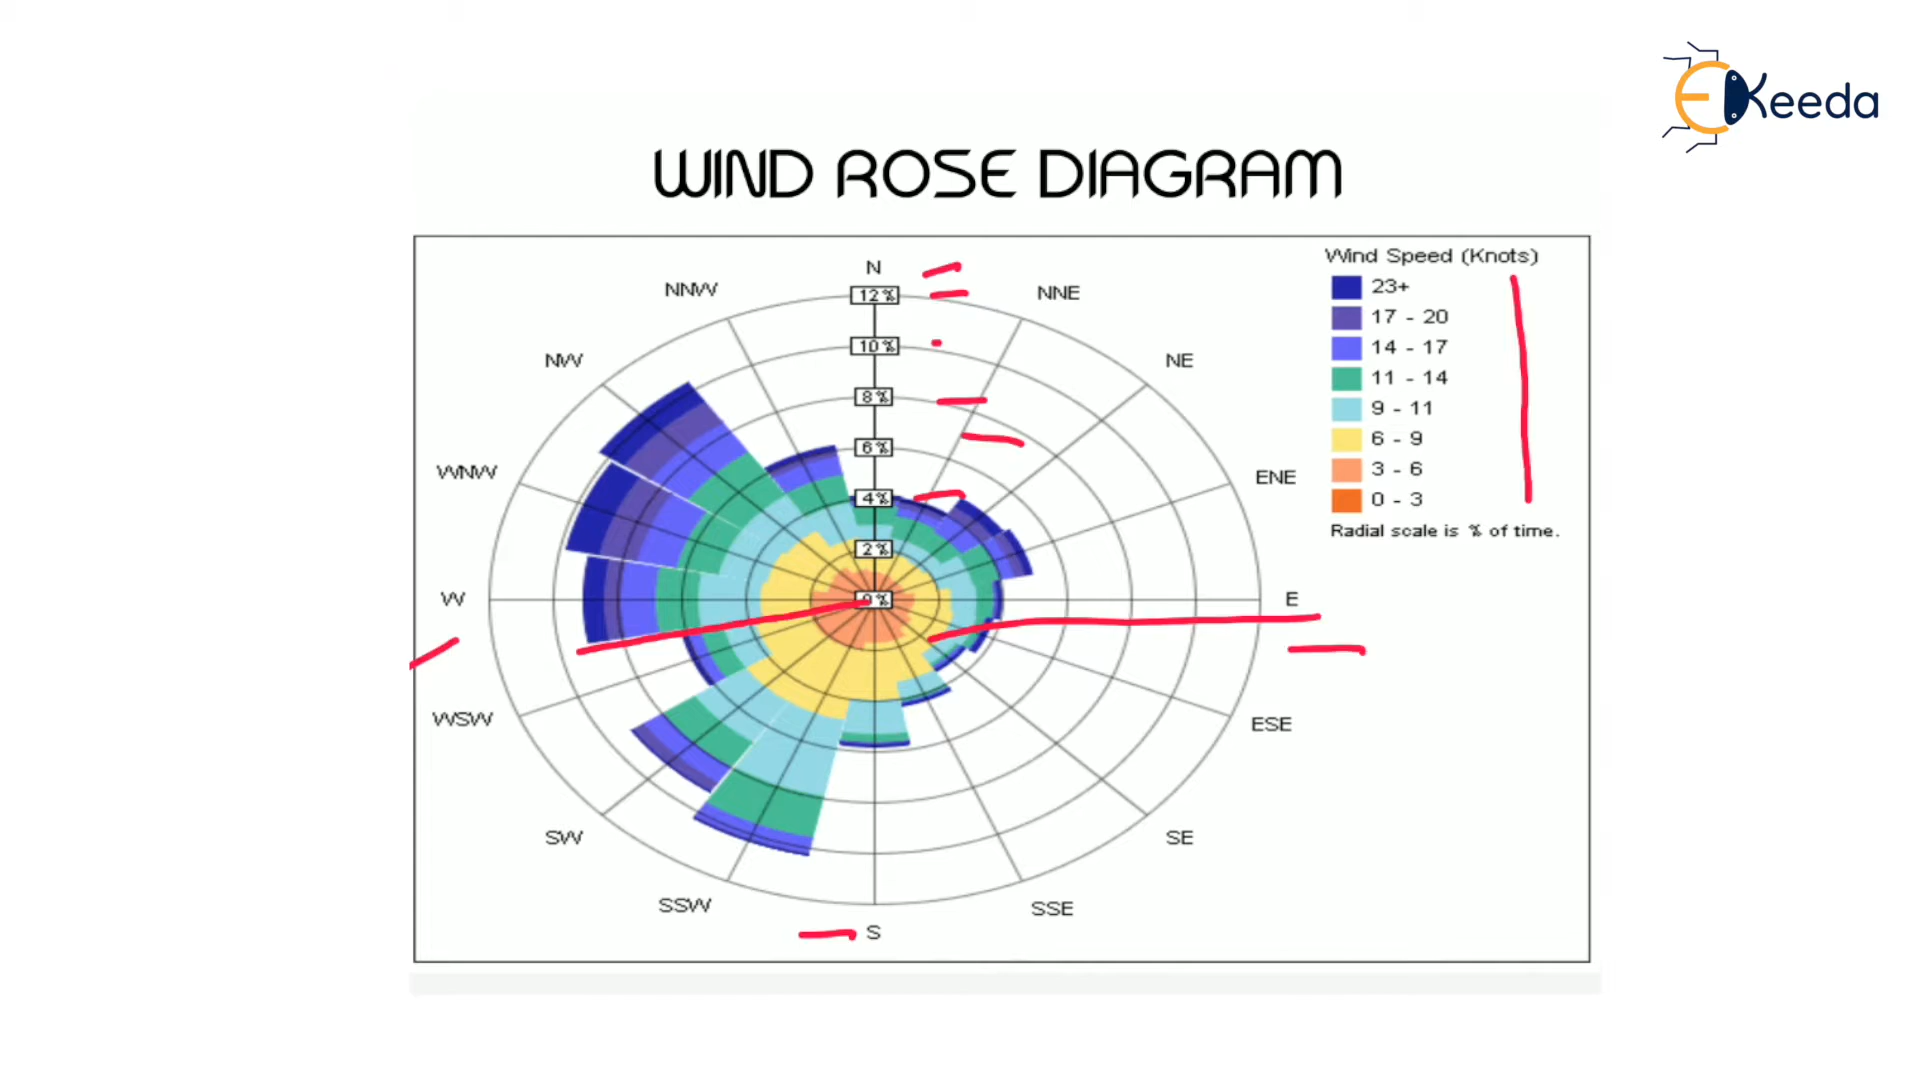 EKeeda
WIND ROSE DIAGRAM
Wind Speed (Knots)
23+
17 - 20
14 - 17
11 - 14
9 - 11
6 - 9
3 - 6
0 - 3
Radial scale is % of time.
N
NNW
NNE
12%
10%
NW
NE
8%
6%
WNW
ENE
4%
2%
W
0%
E
WSW
ESE
SW
SE
SSW
SSE
S